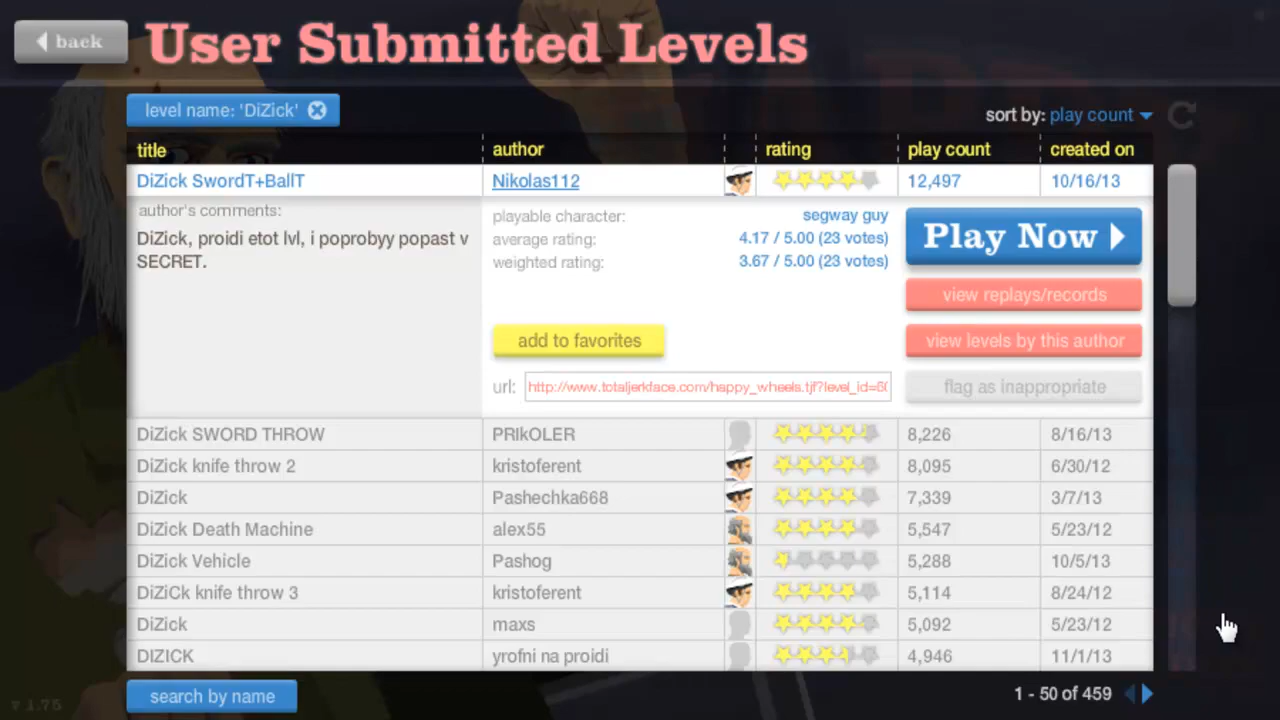 back
User Submitted Levels
level name: 'DiZick'
sort by: play count
title author rating play count created on
DiZick SwordT+BallT Nikolas112 12,497 10/16/13
author's comments:
DiZick, proidi etot lvl, i poprobyy popast v
SECRET.
playable character: segway guy
average rating: 4.17 / 5.00 (23 votes)
weighted rating: 3.67 / 5.00 (23 votes)
Play Now
view replays/records
add to favorites
view levels by this author
url: http://www.totaljerkface.com/happy_wheels.tjf?level_id=6(
flag as inappropriate
DiZick SWORD THROW PRIkOLER 8,226 8/16/13
DiZick knife throw 2 kristoferent 8,095 6/30/12
DiZick Pashechka668 7,339 3/7/13
DiZick Death Machine alex55 5,547 5/23/12
DiZick Vehicle Pashog 5,288 10/5/13
DiZiCk knife throw 3 kristoferent 5,114 8/24/12
DiZick maxs 5,092 5/23/12
DIZICK yrofni na proidi 4,946 11/1/13
search by name
1 - 50 of 459
v 1.75